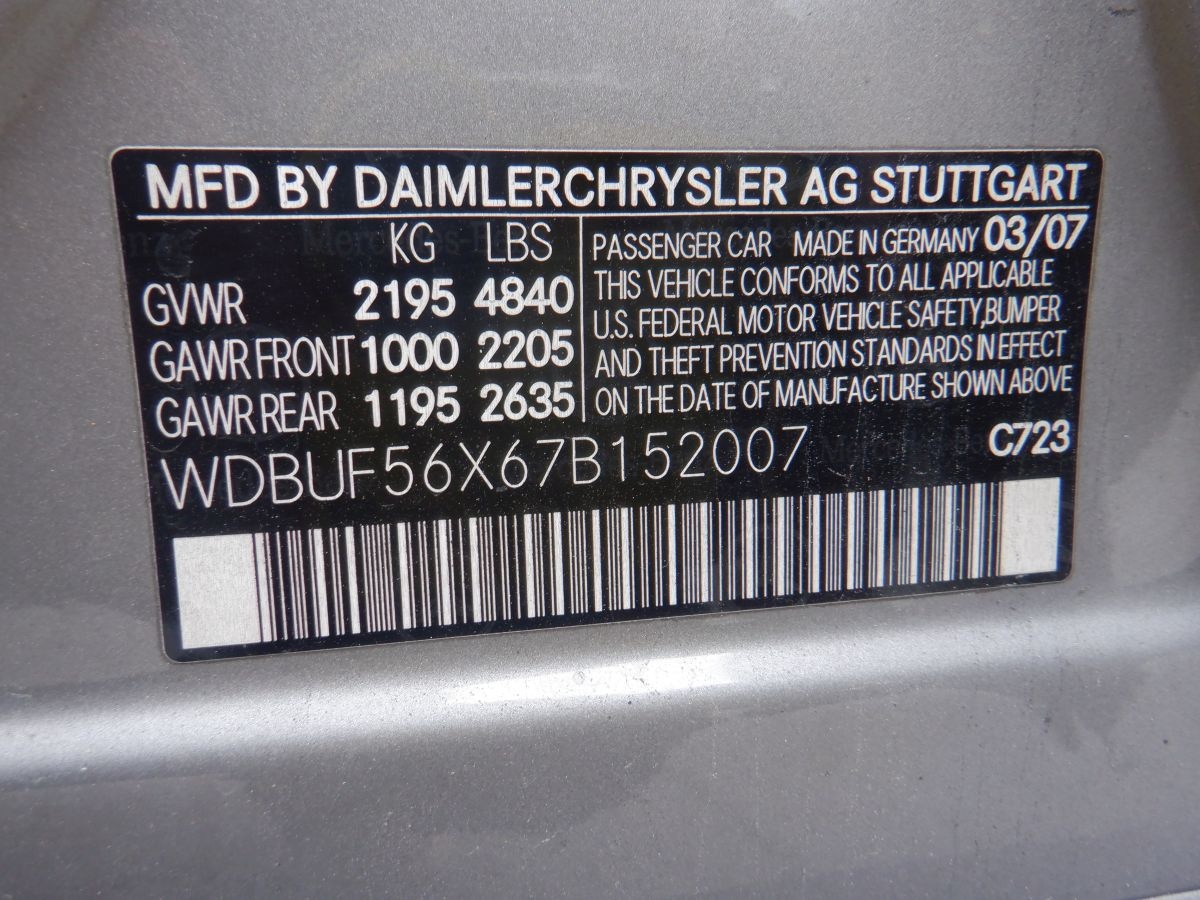 MFD BY DAIMLERCHRYSLER AG STUTTGART
KG LBS
GVWR 2195 4840
GAWR FRONT 1000 2205
GAWR REAR 1195 2635
PASSENGER CAR MADE IN GERMANY 03/07
THIS VEHICLE CONFORMS TO ALL APPLICABLE
U.S. FEDERAL MOTOR VEHICLE SAFETY, BUMPER
AND THEFT PREVENTION STANDARDS IN EFFECT
ON THE DATE OF MANUFACTURE SHOWN ABOVE
WDBUF56X67B152007 C723